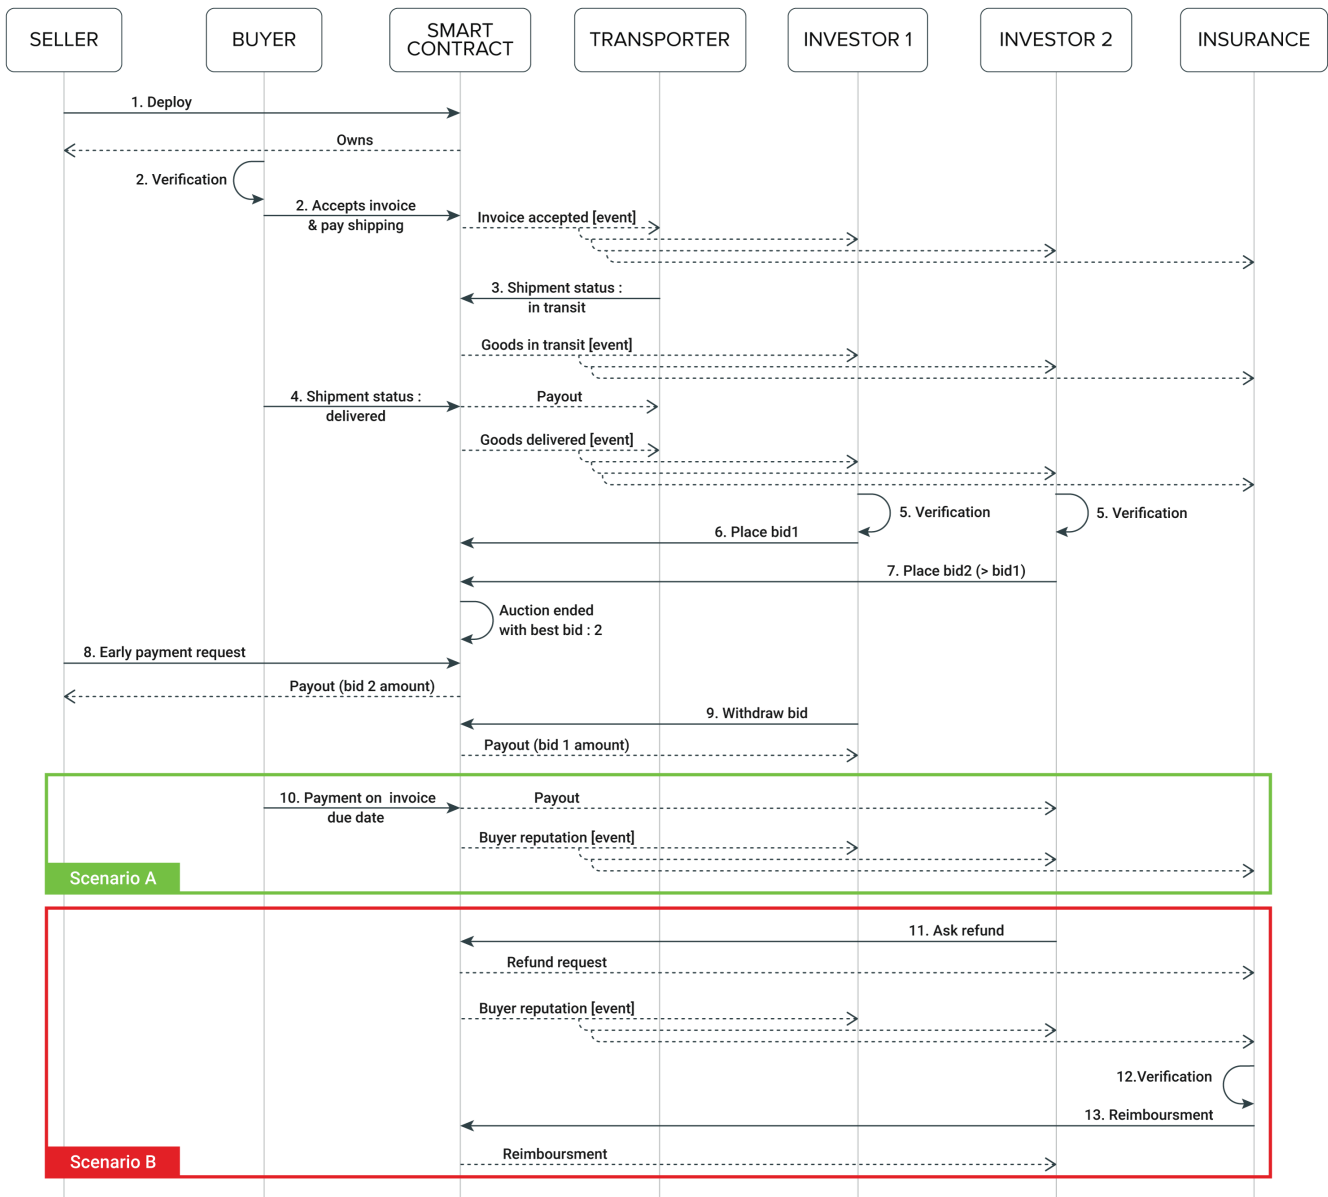 SELLER
BUYER
SMART
CONTRACT
TRANSPORTER
INVESTOR 1
INVESTOR 2
INSURANCE
1. Deploy
Owns
2. Verification
2. Accepts invoice
& pay shipping
Invoice accepted [event]
3. Shipment status :
in transit
Goods in transit [event]
4. Shipment status :
delivered
Payout
Goods delivered [event]
5. Verification
5. Verification
6. Place bid1
7. Place bid2 (> bid1)
Auction ended
with best bid : 2
8. Early payment request
Payout (bid 2 amount)
9. Withdraw bid
Payout (bid 1 amount)
10. Payment on invoice
due date
Payout
Buyer reputation [event]
Scenario A
11. Ask refund
Refund request
Buyer reputation [event]
12.Verification
13. Reimboursment
Reimboursment
Scenario B